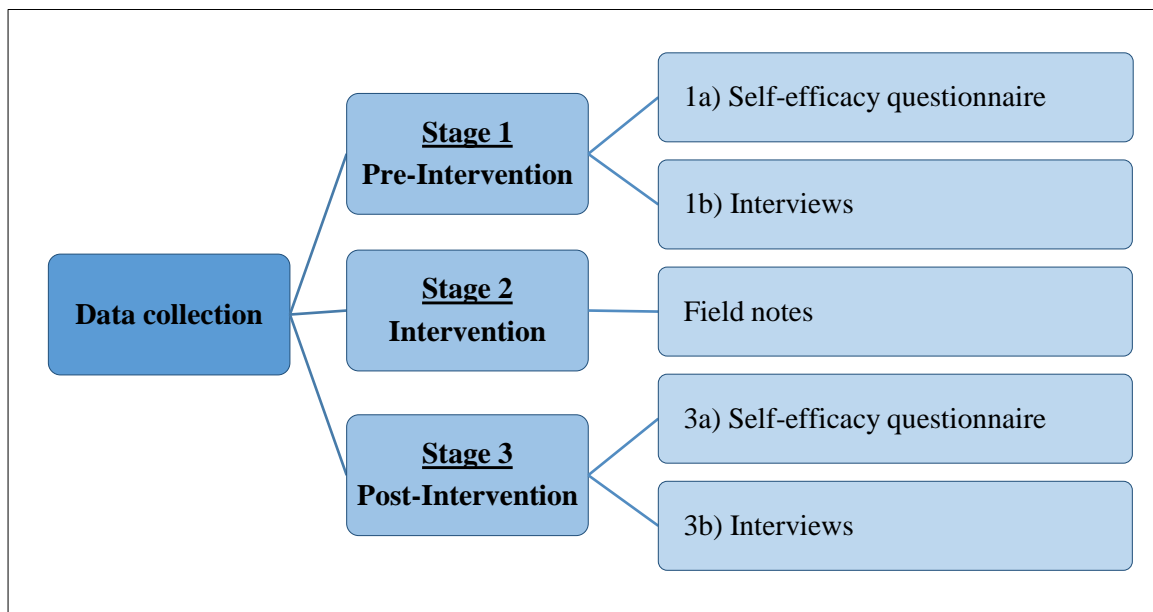 Data collection
Stage 1
Pre-Intervention
1a) Self-efficacy questionnaire
1b) Interviews
Stage 2
Intervention
Field notes
Stage 3
Post-Intervention
3a) Self-efficacy questionnaire
3b) Interviews